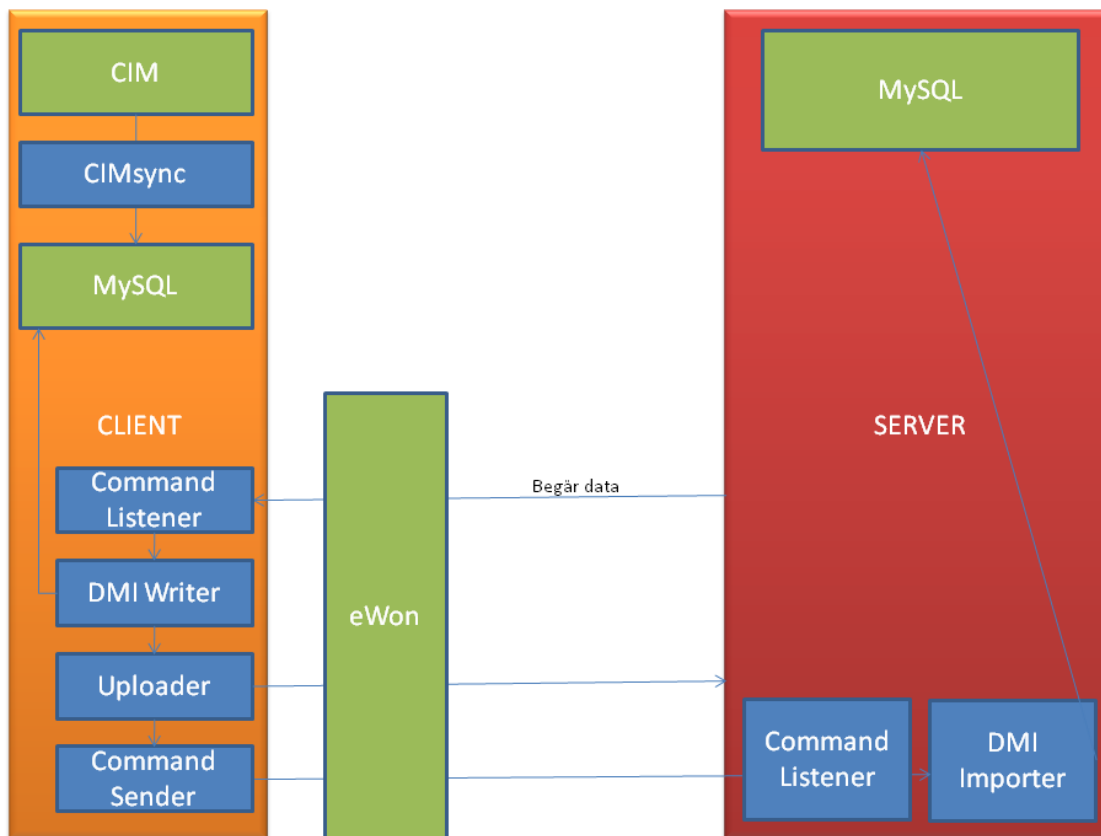 CIM
CIMsync
MySQL
CLIENT
Command
Listener
DMI Writer
Uploader
Command
Sender
eWon
Begär data
MySQL
SERVER
Command
Listener
DMI
Importer